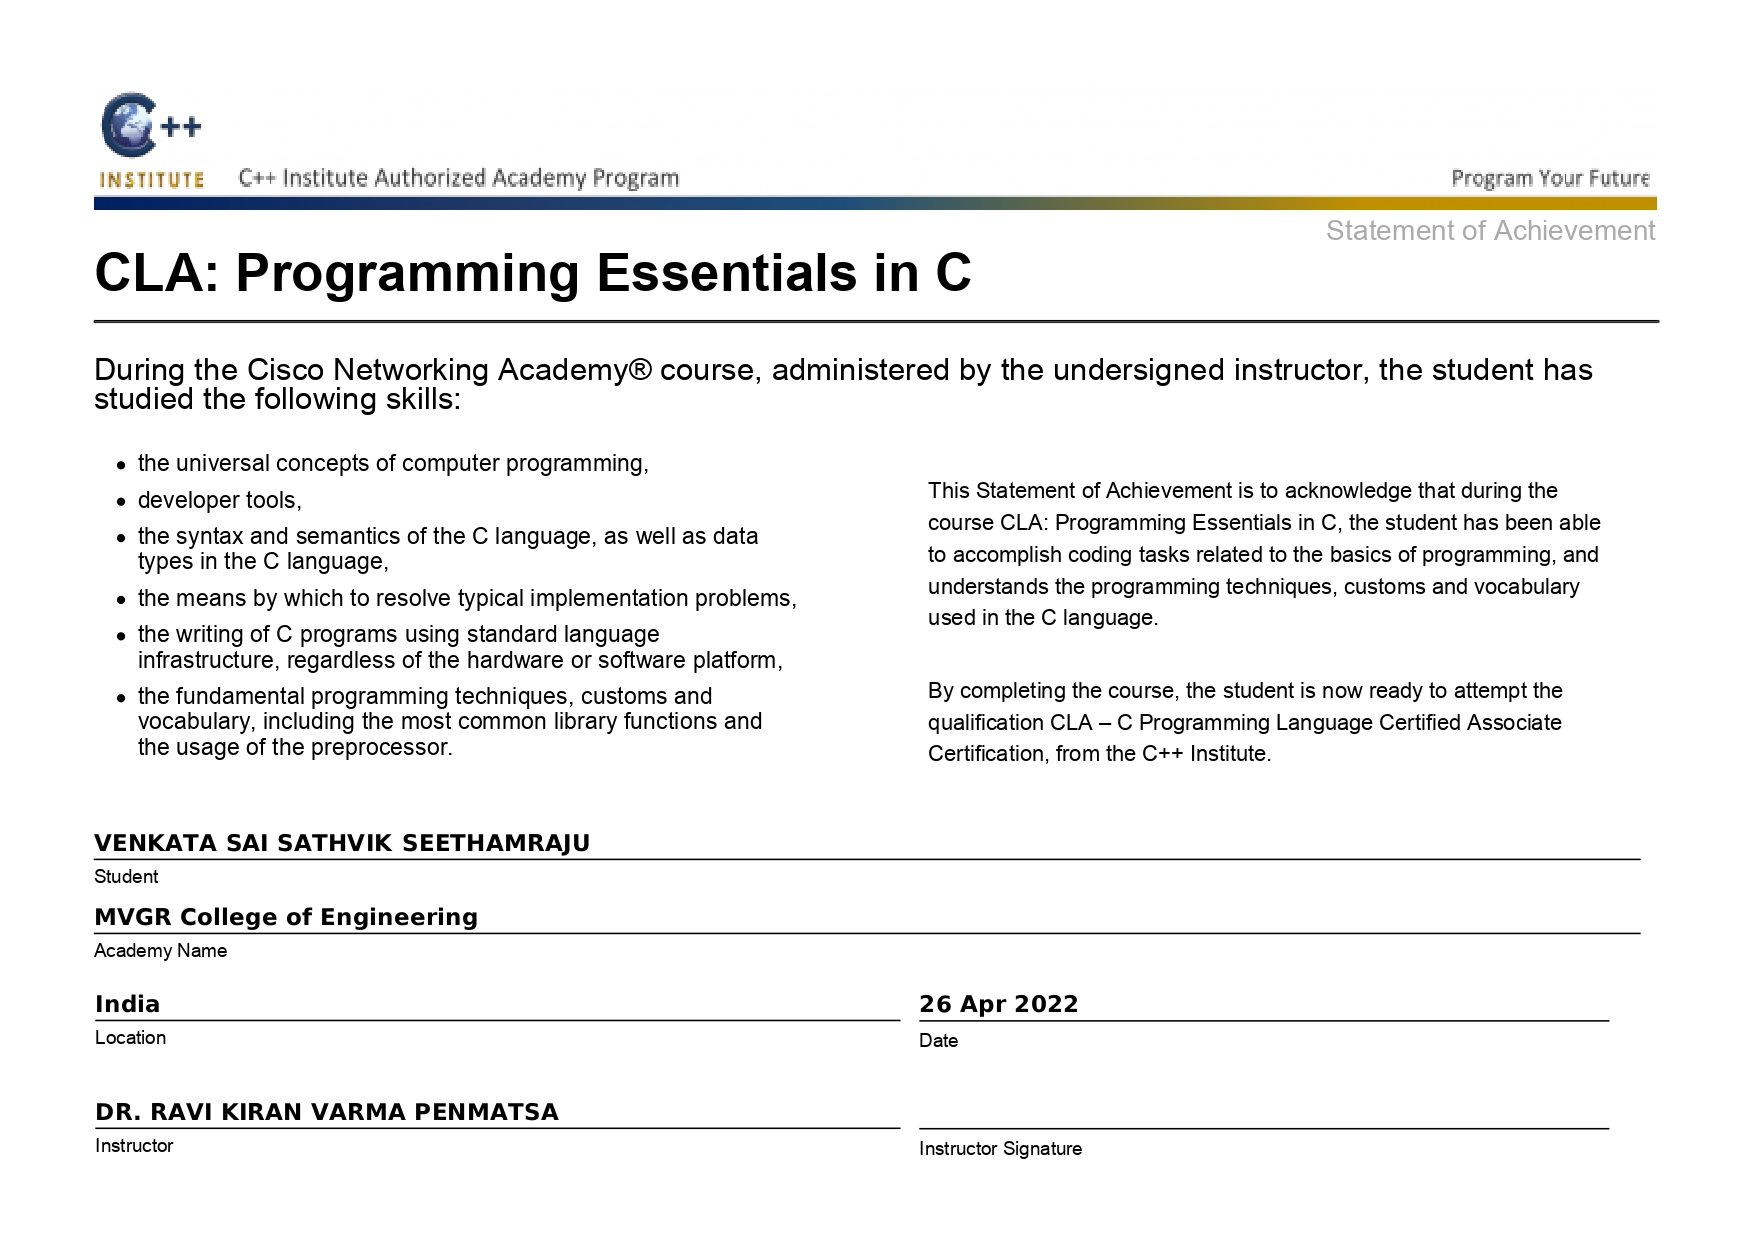 C++
INSTITUTE
C++ Institute Authorized Academy Program
Program Your Future
Statement of Achievement
CLA: Programming Essentials in C
During the Cisco Networking Academy® course, administered by the undersigned instructor, the student has
studied the following skills:
• the universal concepts of computer programming,
• developer tools,
• the syntax and semantics of the C language, as well as data
types in the C language,
• the means by which to resolve typical implementation problems,
• the writing of C programs using standard language
infrastructure, regardless of the hardware or software platform,
• the fundamental programming techniques, customs and
vocabulary, including the most common library functions and
the usage of the preprocessor.
This Statement of Achievement is to acknowledge that during the
course CLA: Programming Essentials in C, the student has been able
to accomplish coding tasks related to the basics of programming, and
understands the programming techniques, customs and vocabulary
used in the C language.
By completing the course, the student is now ready to attempt the
qualification CLA – C Programming Language Certified Associate
Certification, from the C++ Institute.
VENKATA SAI SATHVIK SEETHAMRAJU
Student
MVGR College of Engineering
Academy Name
India
Location
26 Apr 2022
Date
DR. RAVI KIRAN VARMA PENMATSA
Instructor
Instructor Signature